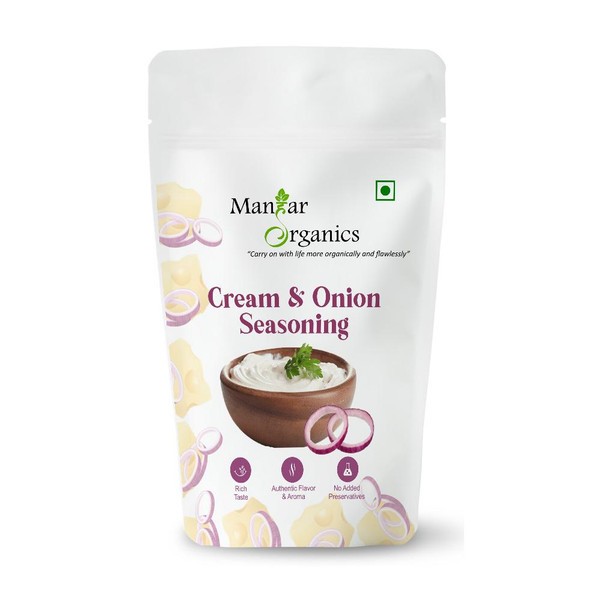 Organics
"Carry on with life more organically and flawlessly"
Cream & Onion
Seasoning
Rich
Taste
Authentic Flavor
& Aroma
No Added
Preservatives